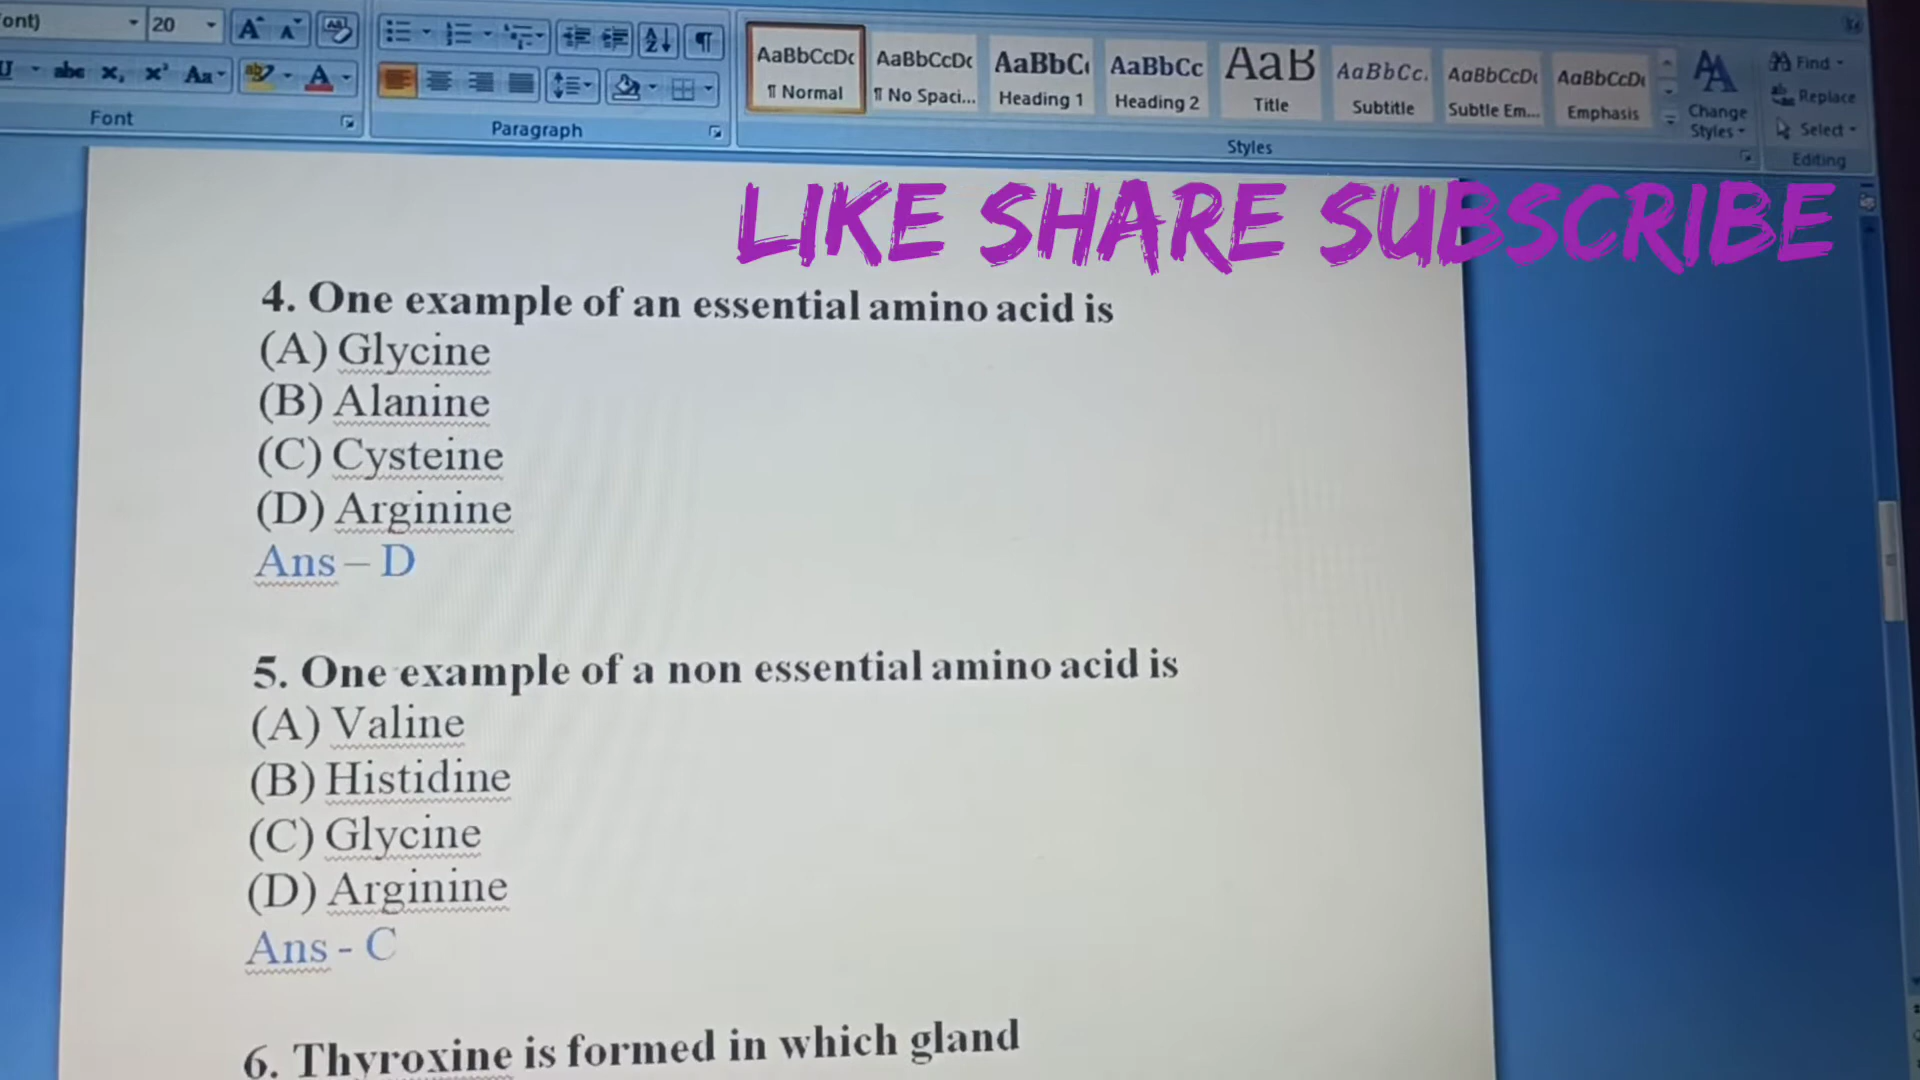 ont)
20
Aa
Font
Paragraph
AaBbCcDc AaBbCcDc AaBbC AaBbCc AaB AaBbCc. AaBbCcDı AaBbCcDı
¶ Normal ¶ No Spaci... Heading 1 Heading 2 Title Subtitle Subtle Em... Emphasis
Change Styles
Styles
Find
Replace
Select
Editing
LIKE SHARE SUBSCRIBE
4. One example of an essential amino acid is
(A) Glycine
(B) Alanine
(C) Cysteine
(D) Arginine
Ans – D
5. One example of a non essential amino acid is
(A) Valine
(B) Histidine
(C) Glycine
(D) Arginine
Ans - C
6. Thyroxine is formed in which gland